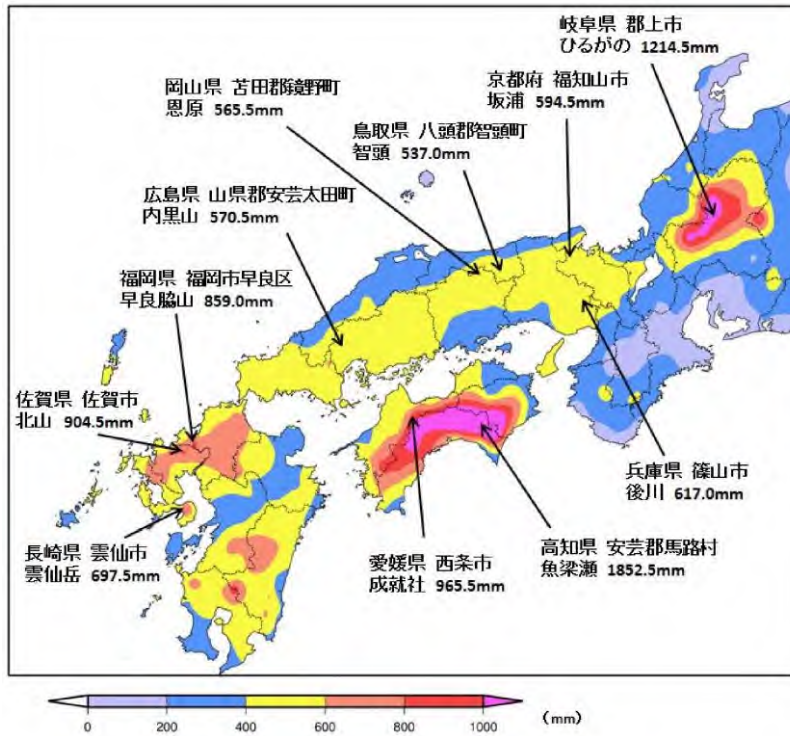 岐阜県 郡上市
ひるがの 1214.5mm
岡山県 苫田郡鏡野町
恩原 565.5mm
京都府 福知山市
坂浦 594.5mm
鳥取県 八頭郡智頭町
智頭 537.0mm
広島県 山県郡安芸太田町
内黒山 570.5mm
福岡県 福岡市早良区
早良脇山 859.0mm
佐賀県 佐賀市
北山 904.5mm
兵庫県 篠山市
後川 617.0mm
長崎県 雲仙市
雲仙岳 697.5mm
愛媛県 西条市
成就社 965.5mm
高知県 安芸郡馬路村
魚梁瀬 1852.5mm
0 200 400 600 800 1000 (mm)